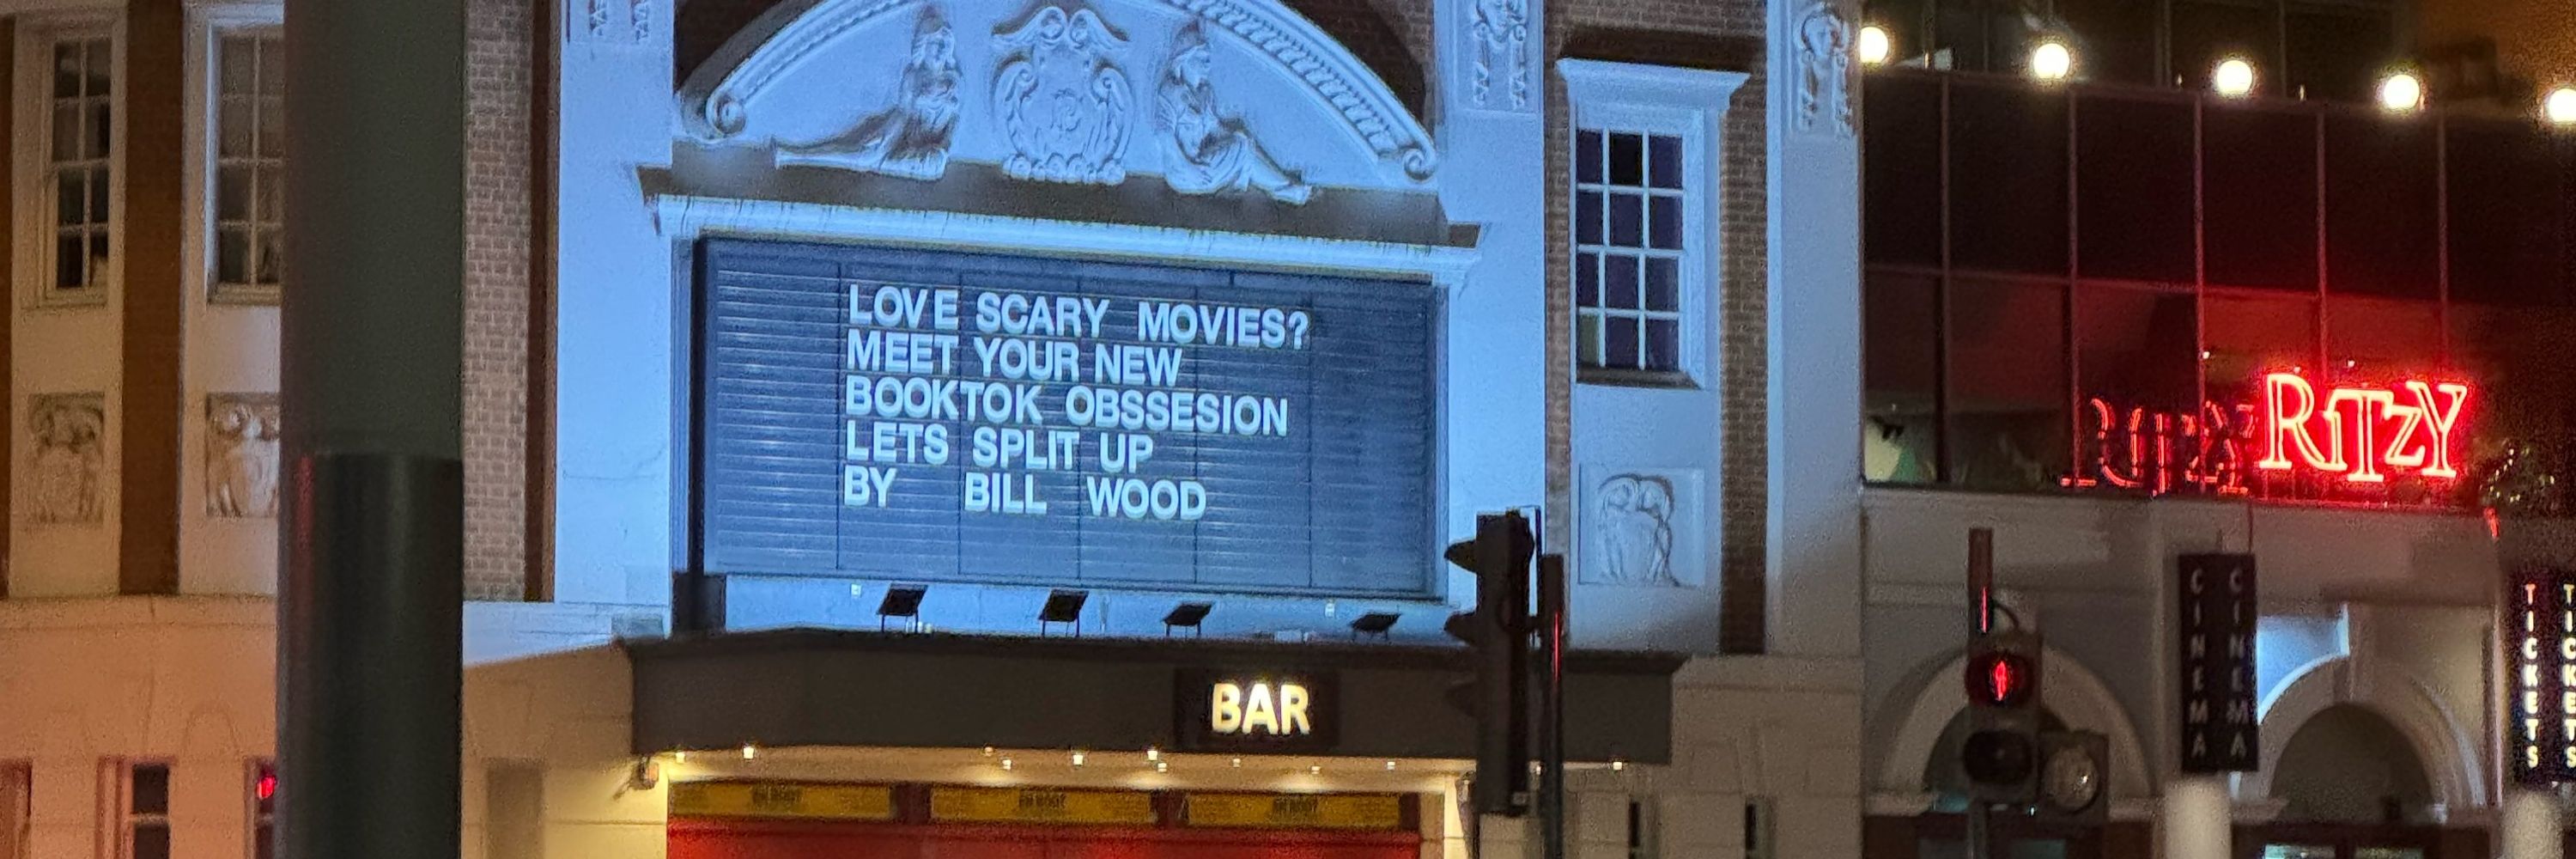 LOVE SCARY MOVIES?
MEET YOUR NEW
BOOKTOK OBSSESION
LETS SPLIT UP
BY BILL WOOD
RITZY
BAR
CINEMA
CINEMA
TICKETS
TICKETS